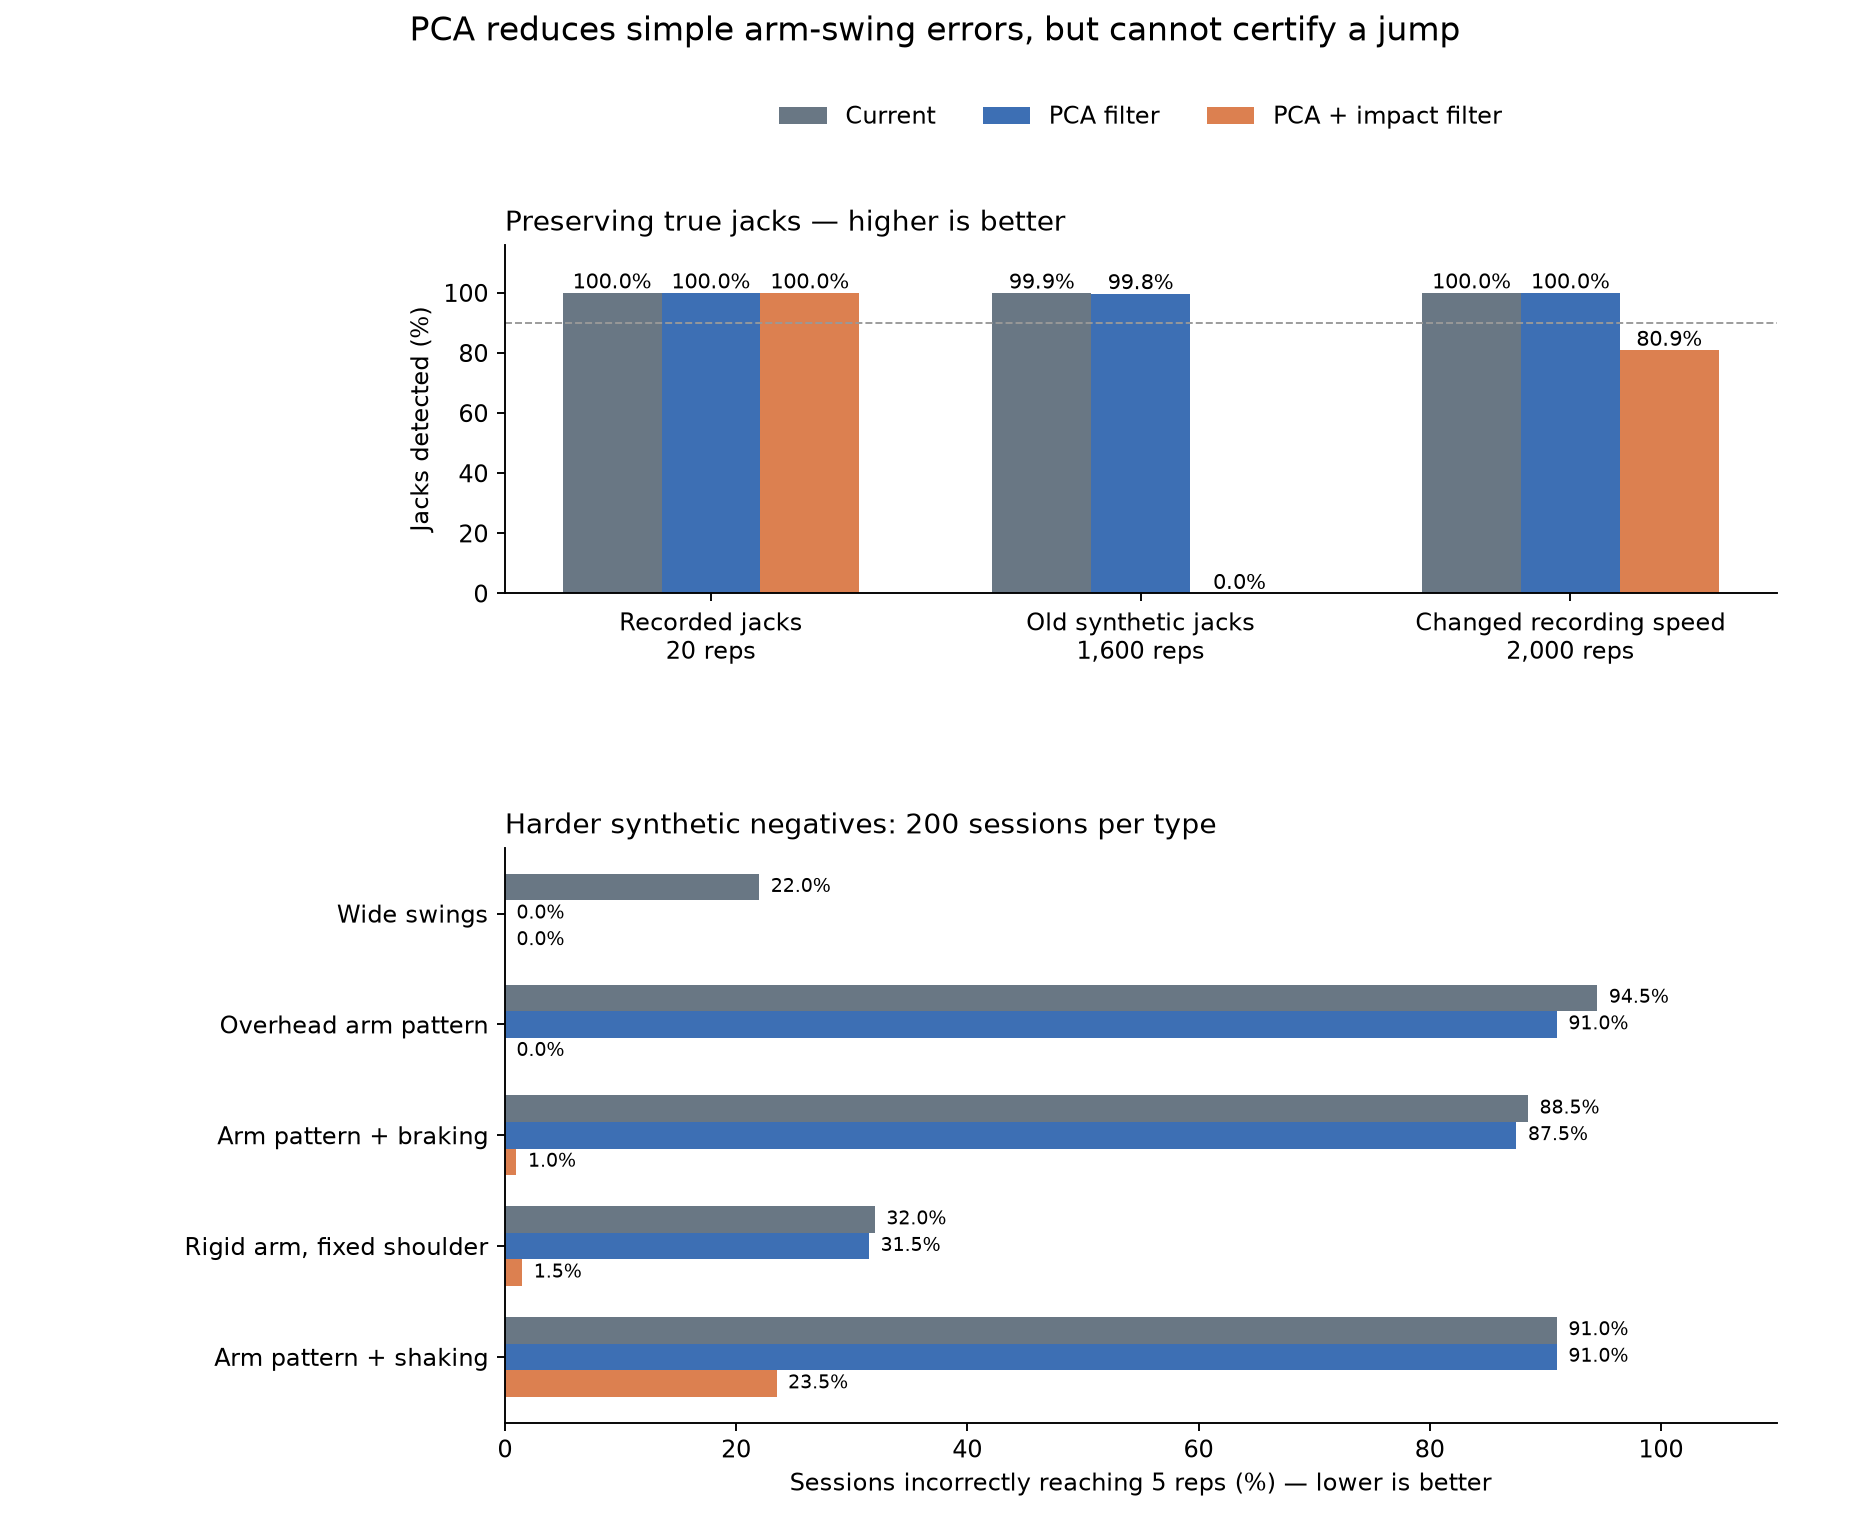 PCA reduces simple arm-swing errors, but cannot certify a jump
Current
PCA filter
PCA + impact filter
Preserving true jacks — higher is better
Jacks detected (%)
100
80
60
40
20
0
100.0%
100.0%
100.0%
99.9%
99.8%
0.0%
100.0%
100.0%
80.9%
Recorded jacks
20 reps
Old synthetic jacks
1,600 reps
Changed recording speed
2,000 reps
Harder synthetic negatives: 200 sessions per type
Wide swings
22.0%
0.0%
0.0%
Overhead arm pattern
94.5%
91.0%
0.0%
Arm pattern + braking
88.5%
87.5%
1.0%
Rigid arm, fixed shoulder
32.0%
31.5%
1.5%
Arm pattern + shaking
91.0%
91.0%
23.5%
0
20
40
60
80
100
Sessions incorrectly reaching 5 reps (%) — lower is better